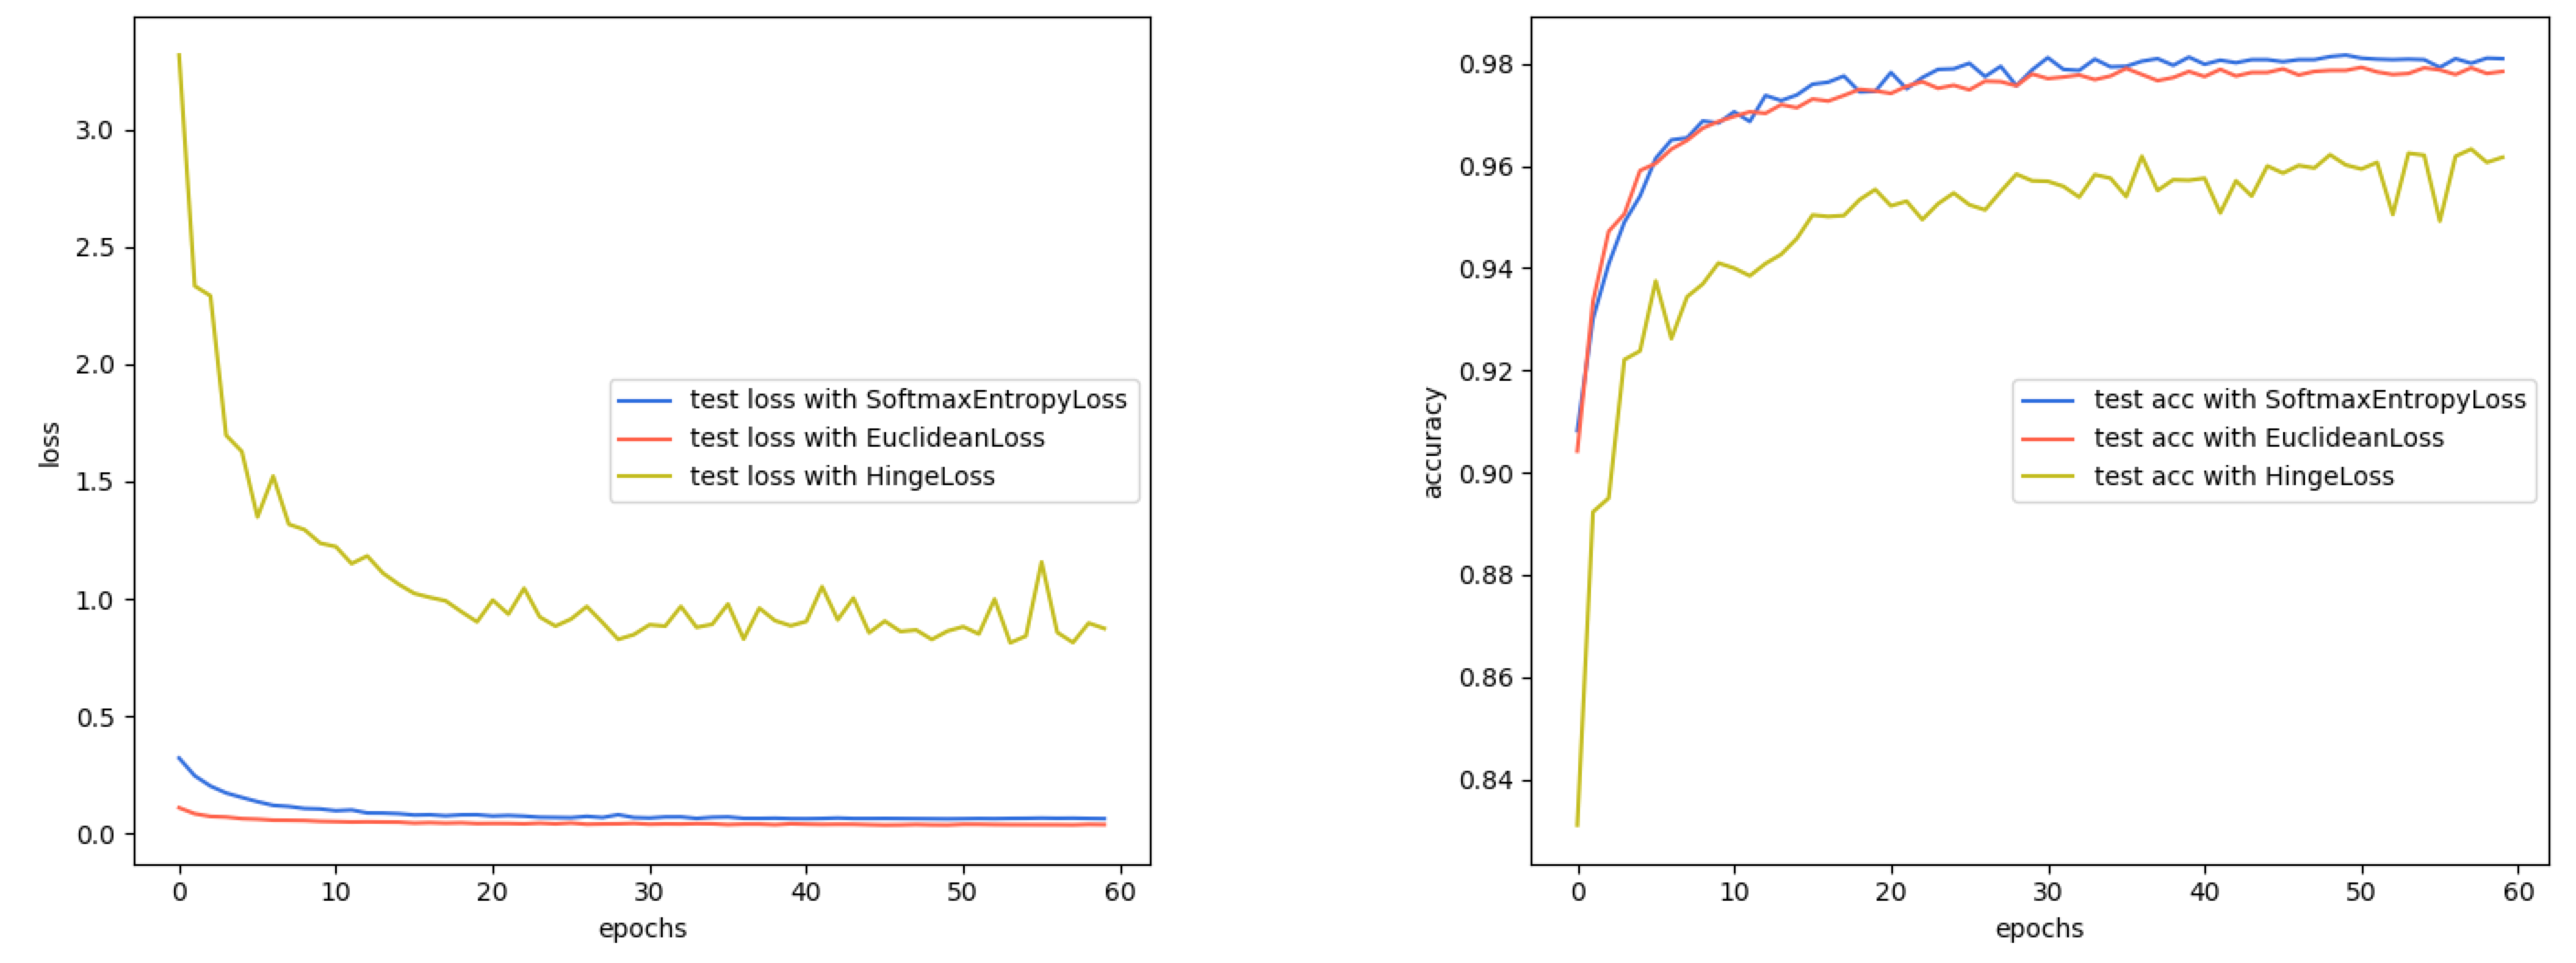 3.0
2.5
2.0
1.5
1.0
0.5
0.0
loss
test loss with SoftmaxEntropyLoss
test loss with EuclideanLoss
test loss with HingeLoss
0 10 20 30 40 50 60
epochs
0.98
0.96
0.94
0.92
0.90
0.88
0.86
0.84
accuracy
test acc with SoftmaxEntropyLoss
test acc with EuclideanLoss
test acc with HingeLoss
0 10 20 30 40 50 60
epochs